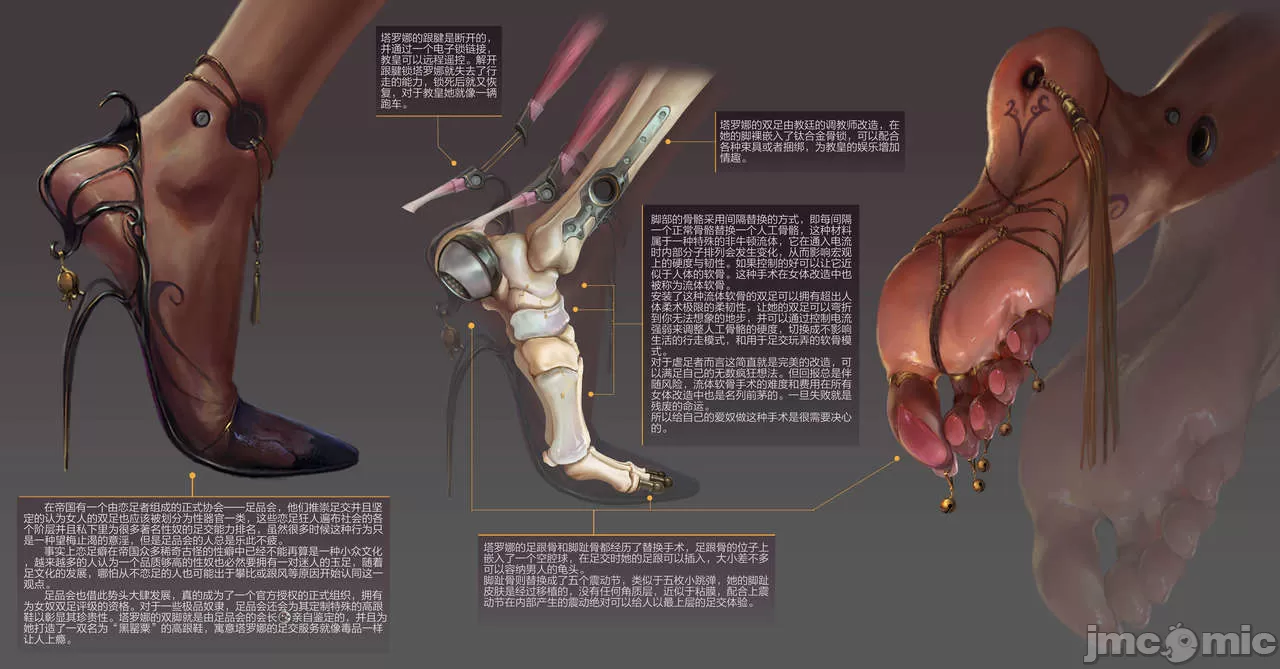 塔罗娜的跟腱是断开的,
并通过一个电子锁链接,
教皇可以远程遥控。解开
跟腱锁塔罗娜就失去了行
走的能力，锁死后就又恢
复，对于教皇她就像一辆
跑车。
塔罗娜的双足由教廷的调教师改造，在
她的脚裸嵌入了钛合金骨锁，可以配合
各种束具或者捆绑，为教皇的娱乐增加
情趣。
脚部的骨骼采用间隔替换的方式，即每间隔
一个正常骨骼替换一个人工骨骼，这种材料
属于一种特殊的非牛顿流体，它在通入电流
时内部分子排列会发生变化，从而影响宏观
上的硬度与韧性。如果控制的好可以让它近
似于人体的软骨。这种手术在女体改造中也
被称为流体软骨。
安装了这种流体软骨的双足可以拥有超出人
体柔术极限的柔韧性，让她的双足可以弯折
到你无法想象的地步，并可以通过控制电流
强弱来调整人工骨骼的硬度，切换成不影响
生活的行走模式，和用于足交玩弄的软骨模
式。
对于虐足者而言这简直就是完美的改造，可
以满足自己的无数疯狂想法。但回报总是伴
随风险，流体软骨手术的难度和费用在所有
女体改造中也是名列前茅的。一旦失败就是
残废的命运。
所以给自己的爱奴做这种手术是很需要决心
的。
在帝国有一个由恋足者组成的正式协会——足品会，他们推崇足交并且坚
定的认为女人的双足也应该被划分为性器官一类，这些恋足狂人遍布社会的各
个阶层并且私下里为很多著名性奴的足交能力排名，虽然很多时候这种行为只
是一种望梅止渴的意淫，但是足品会的人总是乐此不疲。
事实上恋足癖在帝国众多稀奇古怪的性癖中已经不能再算是一种小众文化
，越来越多的人认为一个品质够高的性奴也必然要拥有一对迷人的玉足，随着
足文化的发展，哪怕从不恋足的人也可能出于攀比或跟风等原因开始认同这一
观点。
足品会也借此势头大肆发展，真的成为了一个官方授权的正式组织，拥有
为女奴双足评级的资格。对于一些极品奴隶，足品会还会为其定制特殊的高跟
鞋以彰显其珍贵性。塔罗娜的双脚就是由足品会的会长亲自鉴定的，并且为
她打造了一双名为“黑罂粟”的高跟鞋，寓意塔罗娜的足交服务就像毒品一样
让人上瘾。
塔罗娜的足跟骨和脚趾骨都经历了替换手术，足跟骨的位子上
嵌入了一个空腔球，在足交时她的足跟可以插入，大小差不多
可以容纳男人的龟头。
脚趾骨则替换成了五个震动节，类似于五枚小跳弹，她的脚趾
皮肤是经过移植的，没有任何角质层，近似于粘膜，配合上震
动节在内部产生的震动绝对可以给人以最上层的足交体验。
jmcomic